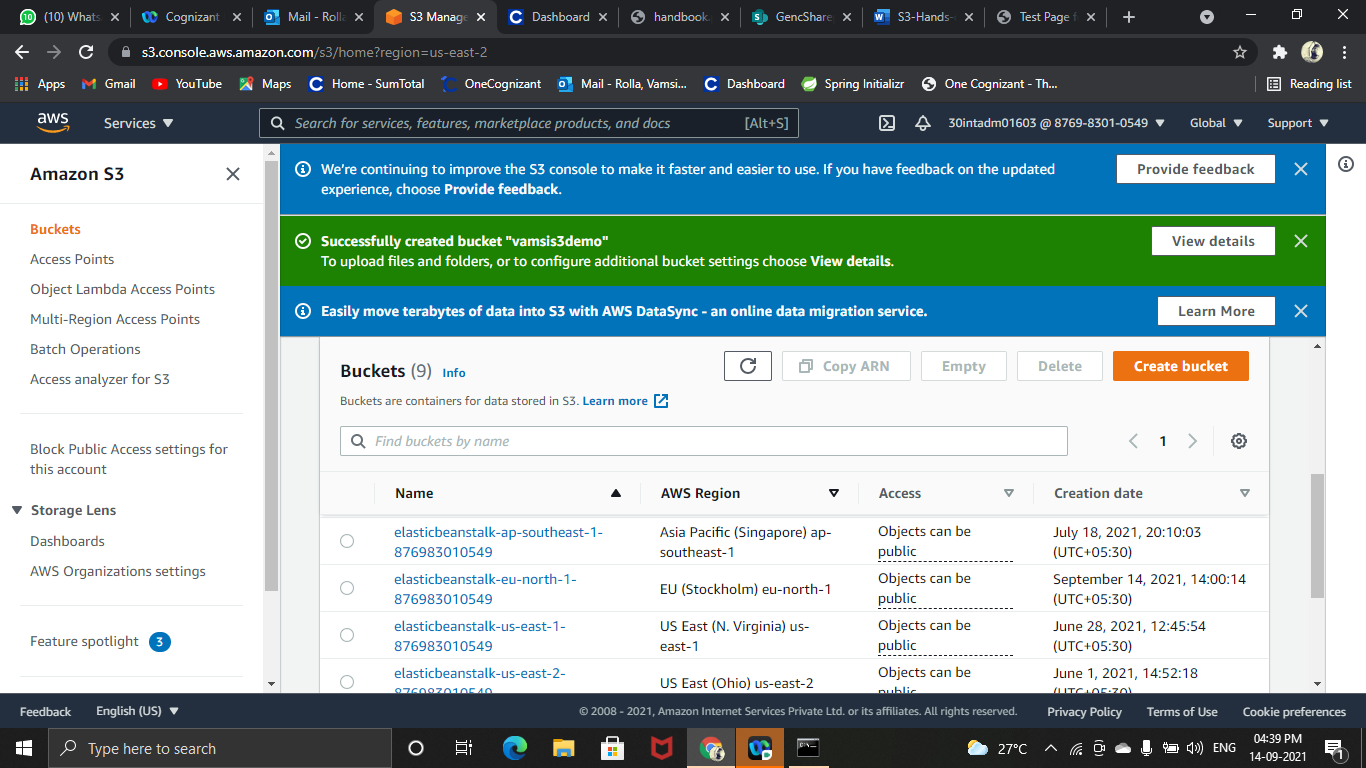 (10) Whats
Cognizant
Mail - Rolla
S3 Manage
Dashboard
handbook.
GencShare
S3-Hands-
Test Page f
s3.console.aws.amazon.com/s3/home?region=us-east-2
Apps
Gmail
YouTube
Maps
Home - SumTotal
OneCognizant
Mail - Rolla, Vamsi...
Dashboard
Spring Initializr
One Cognizant - Th...
Reading list
aws
Services
Search for services, features, marketplace products, and docs
[Alt+S]
30intadm01603 @ 8769-8301-0549
Global
Support
Amazon S3
Buckets
Access Points
Object Lambda Access Points
Multi-Region Access Points
Batch Operations
Access analyzer for S3
Block Public Access settings for
this account
Storage Lens
Dashboards
AWS Organizations settings
Feature spotlight 3
We're continuing to improve the S3 console to make it faster and easier to use. If you have feedback on the updated
experience, choose Provide feedback.
Provide feedback
Successfully created bucket "vamsis3demo"
To upload files and folders, or to configure additional bucket settings choose View details.
View details
Easily move terabytes of data into S3 with AWS DataSync - an online data migration service.
Learn More
Buckets (9) Info
Copy ARN
Empty
Delete
Create bucket
Buckets are containers for data stored in S3. Learn more
Find buckets by name
1
Name
AWS Region
Access
Creation date
elasticbeanstalk-ap-southeast-1-
876983010549
Asia Pacific (Singapore) ap-
southeast-1
Objects can be
public
July 18, 2021, 20:10:03
(UTC+05:30)
elasticbeanstalk-eu-north-1-
876983010549
EU (Stockholm) eu-north-1
Objects can be
public
September 14, 2021, 14:00:14
(UTC+05:30)
elasticbeanstalk-us-east-1-
876983010549
US East (N. Virginia) us-
east-1
Objects can be
public
June 28, 2021, 12:45:54
(UTC+05:30)
elasticbeanstalk-us-east-2-
876983010549
US East (Ohio) us-east-2
Objects can be
public
June 1, 2021, 14:52:18
(UTC+05:30)
Feedback
English (US)
© 2008 - 2021, Amazon Internet Services Private Ltd. or its affiliates. All rights reserved.
Privacy Policy
Terms of Use
Cookie preferences
Type here to search
27°C
ENG
04:39 PM
14-09-2021
1